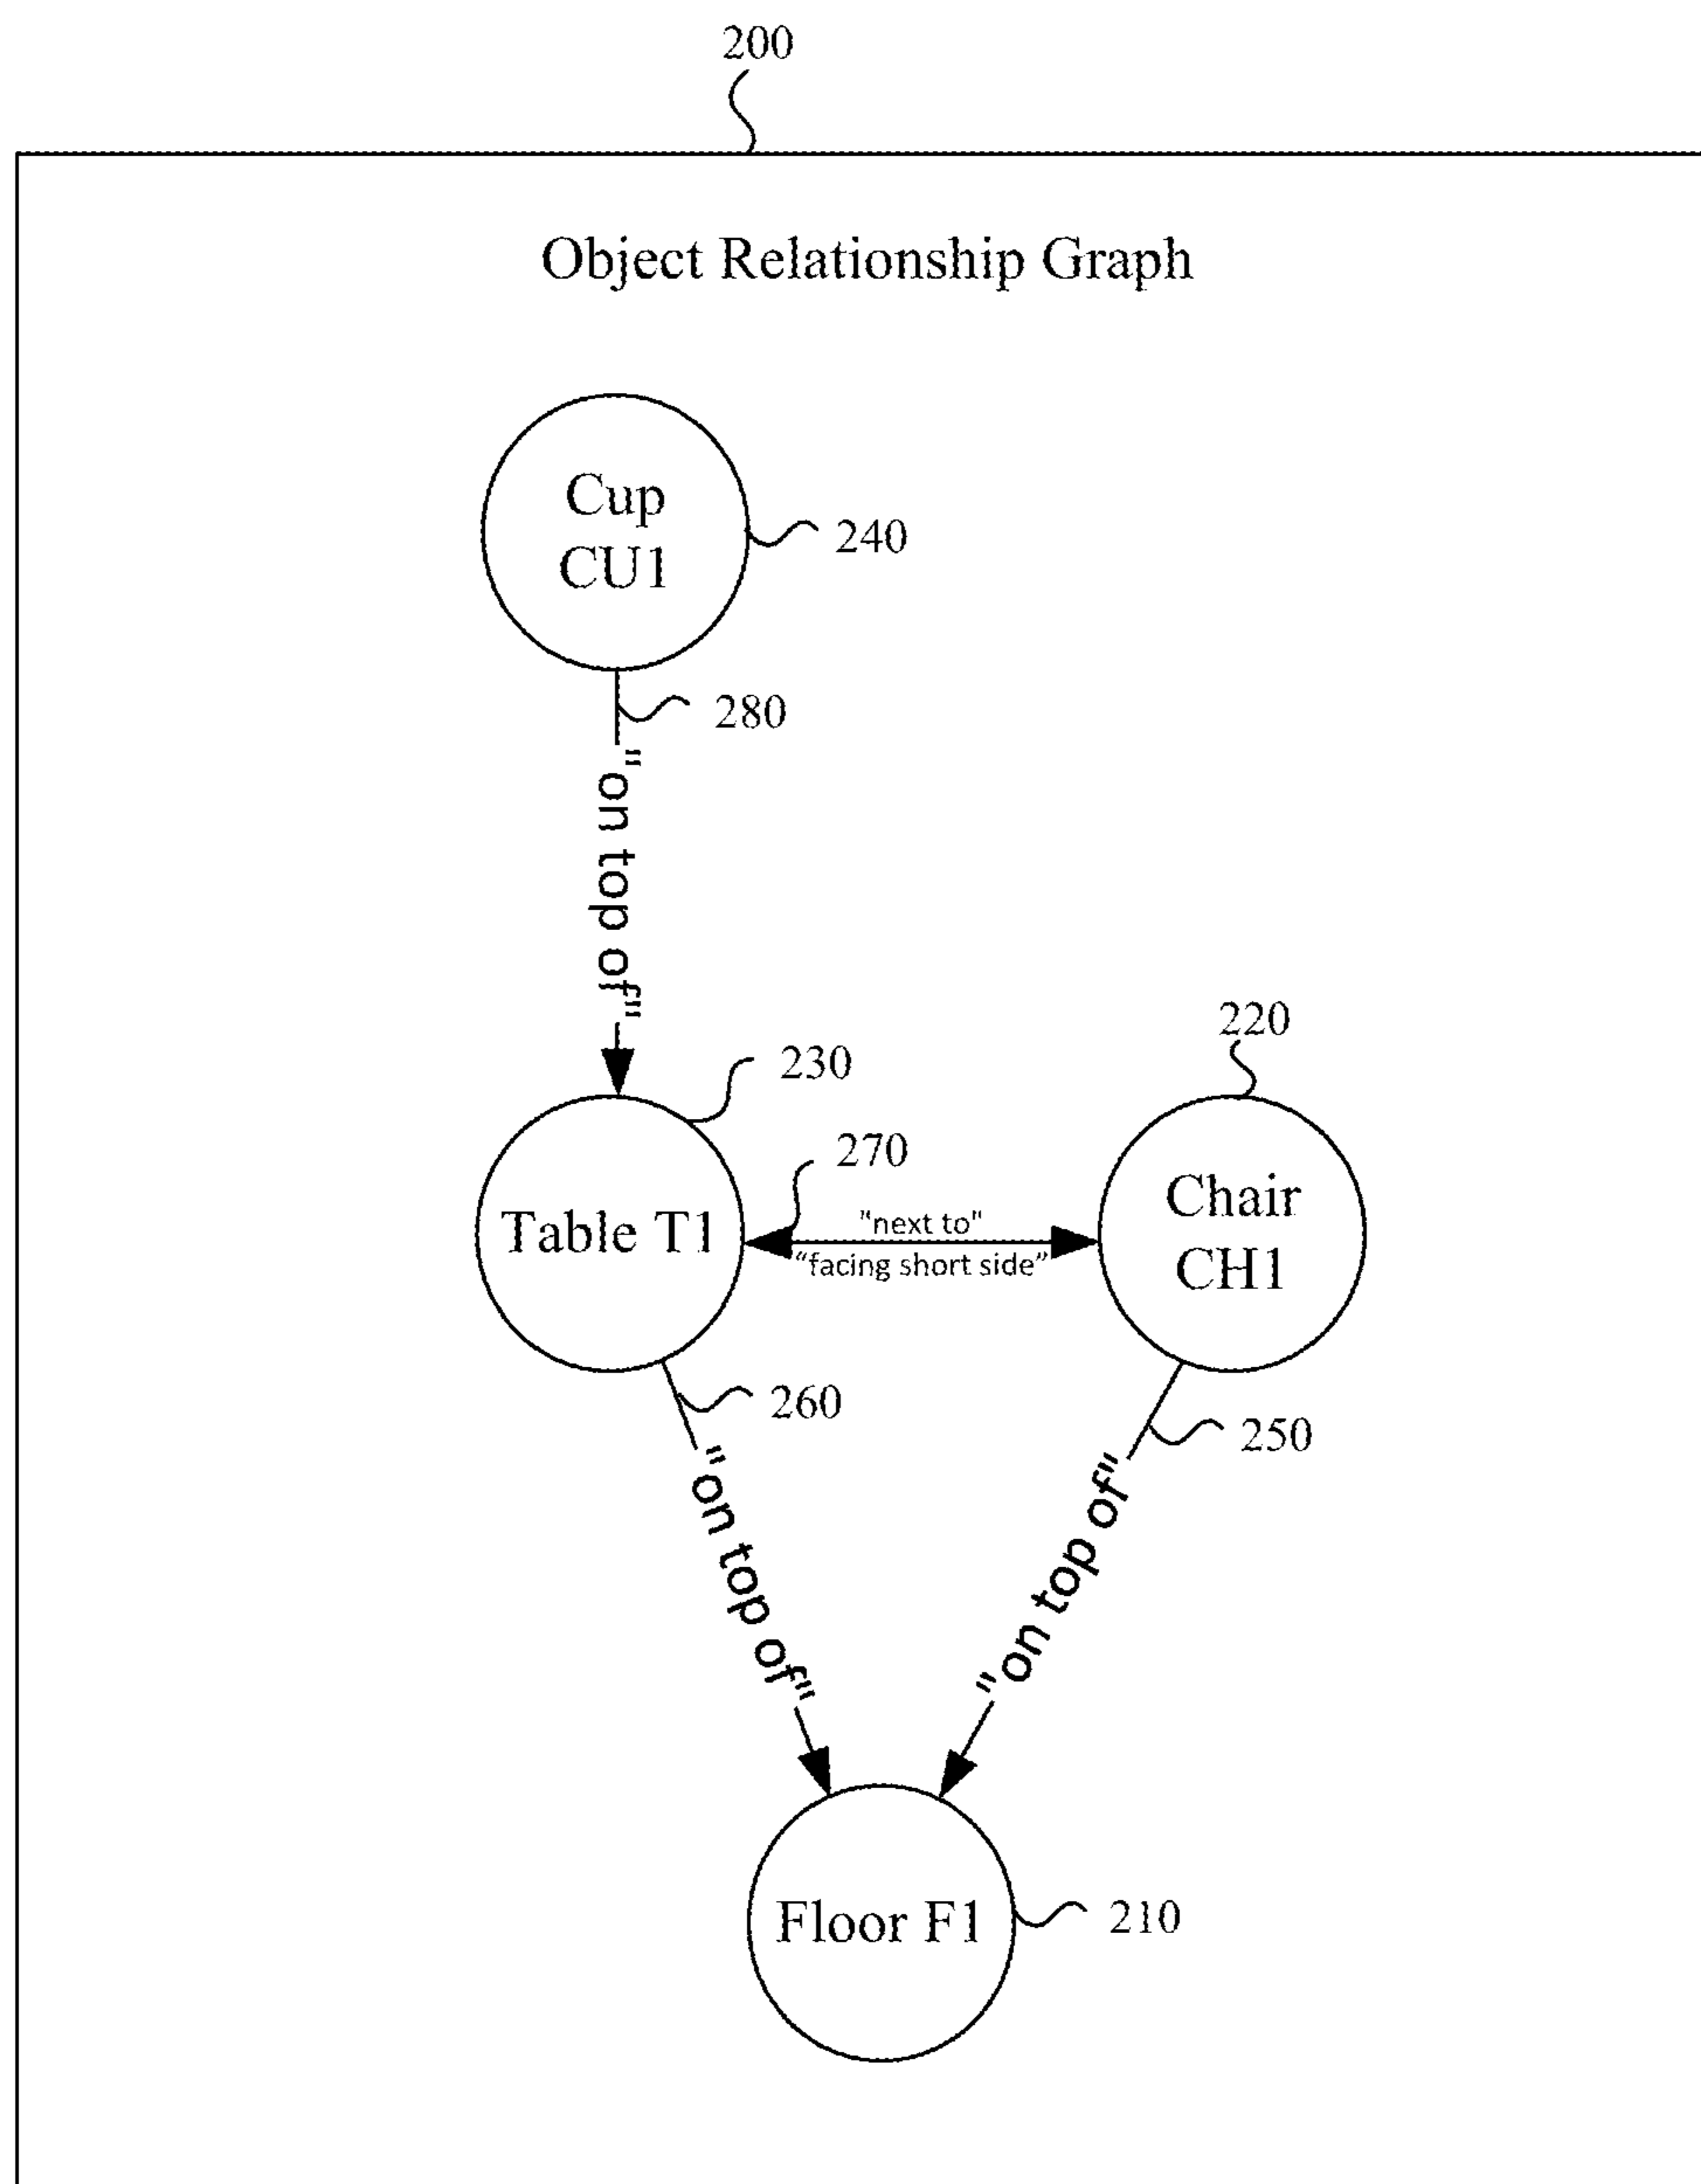 200
Object Relationship Graph
Cup
CU1
240
280
"on top of"
220
230
270
Table T1
"next to"
“facing short side”
Chair
CH1
260
250
"on top of"
"on top of"
Floor F1
210